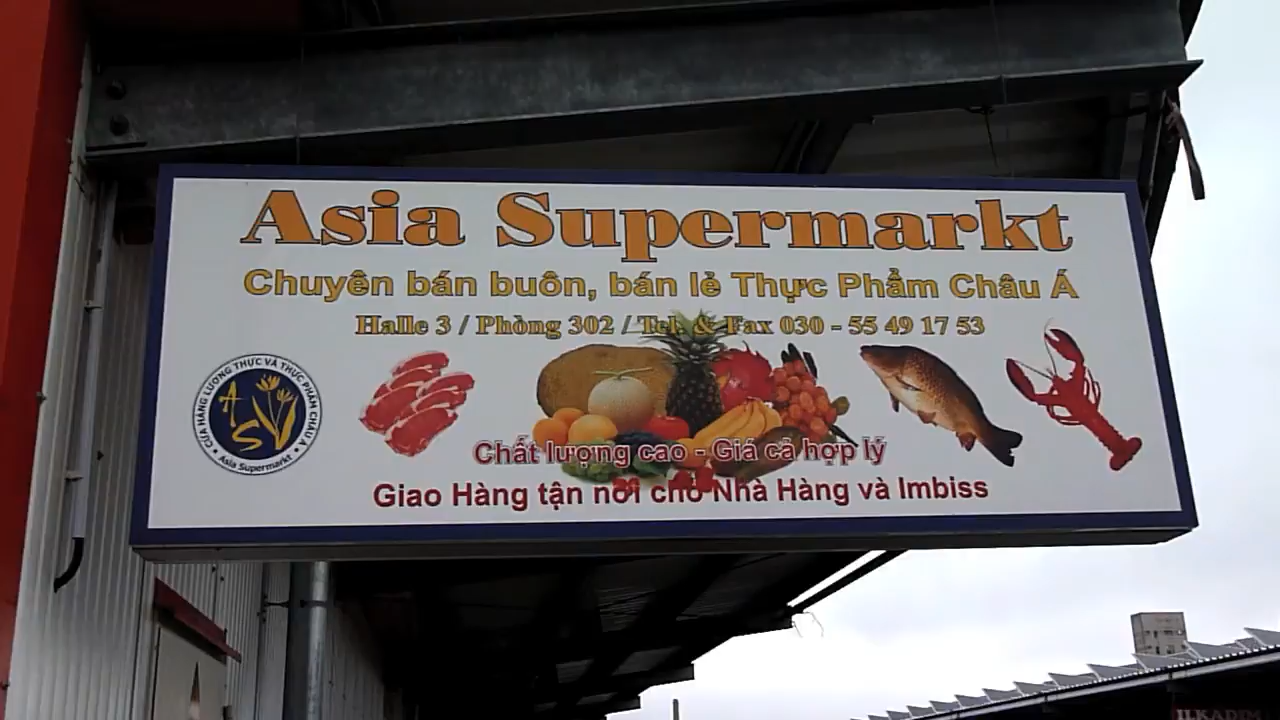 Asia Supermarkt
Chuyên bán buôn, bán lẻ Thực Phẩm Châu Á
Halle 3 / Phòng 302 / Tel. & Fax 030 - 55 49 17 53
CỬA HÀNG LƯƠNG THỰC VÀ THỰC PHẨM CHÂU Á
A
S
Asia Supermarkt
Chất lượng cao - Giá cả hợp lý
Giao Hàng tận nơi cho Nhà Hàng và Imbiss